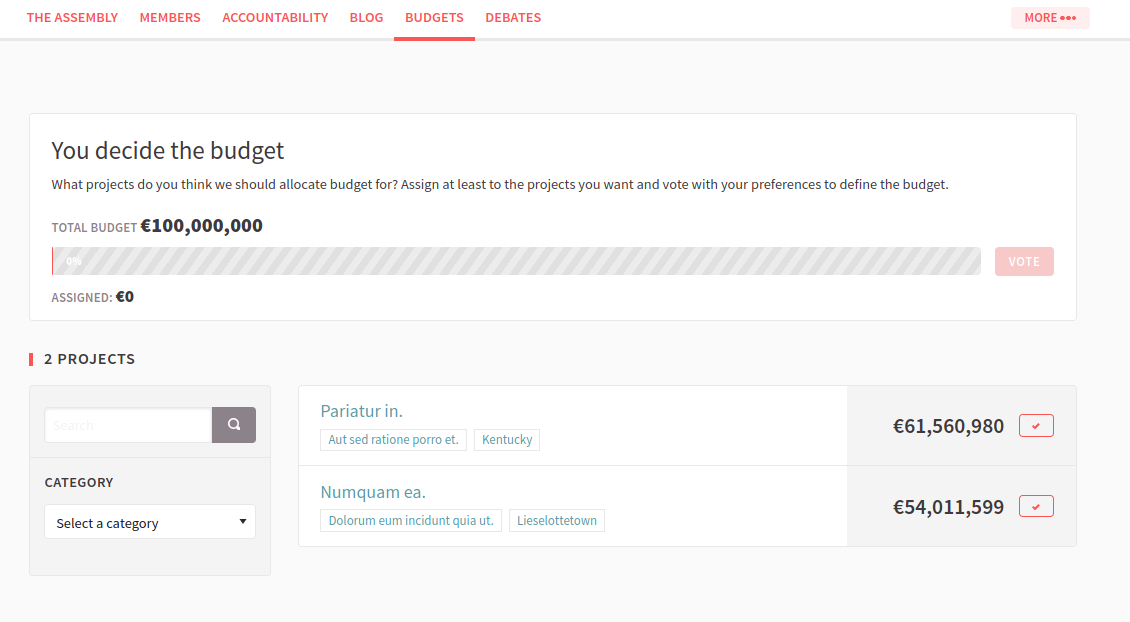 THE ASSEMBLY MEMBERS ACCOUNTABILITY BLOG BUDGETS DEBATES MORE •••
You decide the budget
What projects do you think we should allocate budget for? Assign at least to the projects you want and vote with your preferences to define the budget.
TOTAL BUDGET €100,000,000
0%
VOTE
ASSIGNED: €0
2 PROJECTS
Search
CATEGORY
Select a category
Pariatur in.
Aut sed ratione porro et. Kentucky
€61,560,980
Numquam ea.
Dolorum eum incidunt quia ut. Lieselottetown
€54,011,599